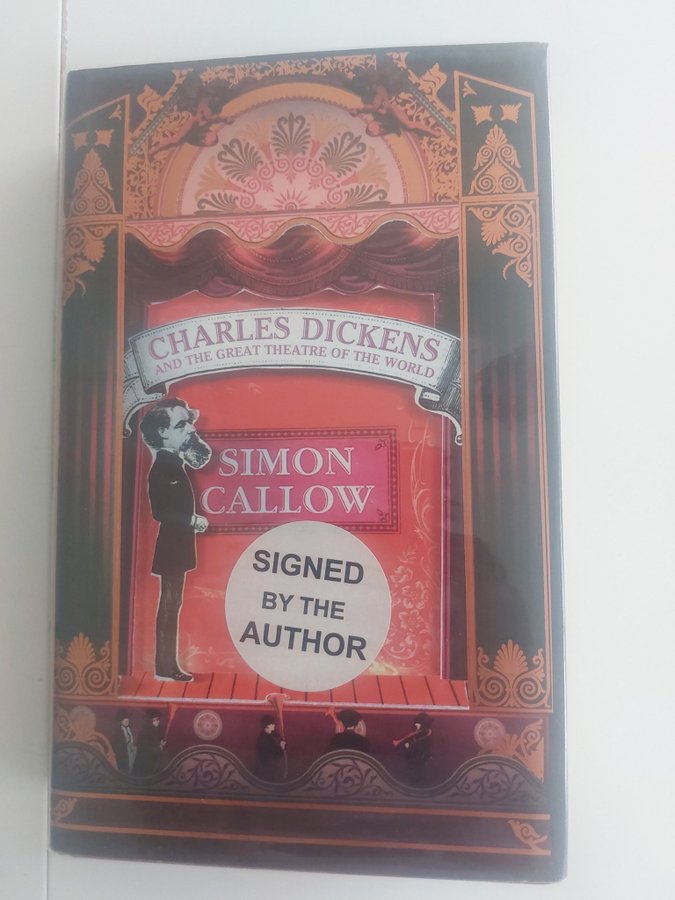 CHARLES DICKENS
AND THE GREAT THEATRE OF THE WORLD
SIMON
CALLOW
SIGNED
BY THE
AUTHOR